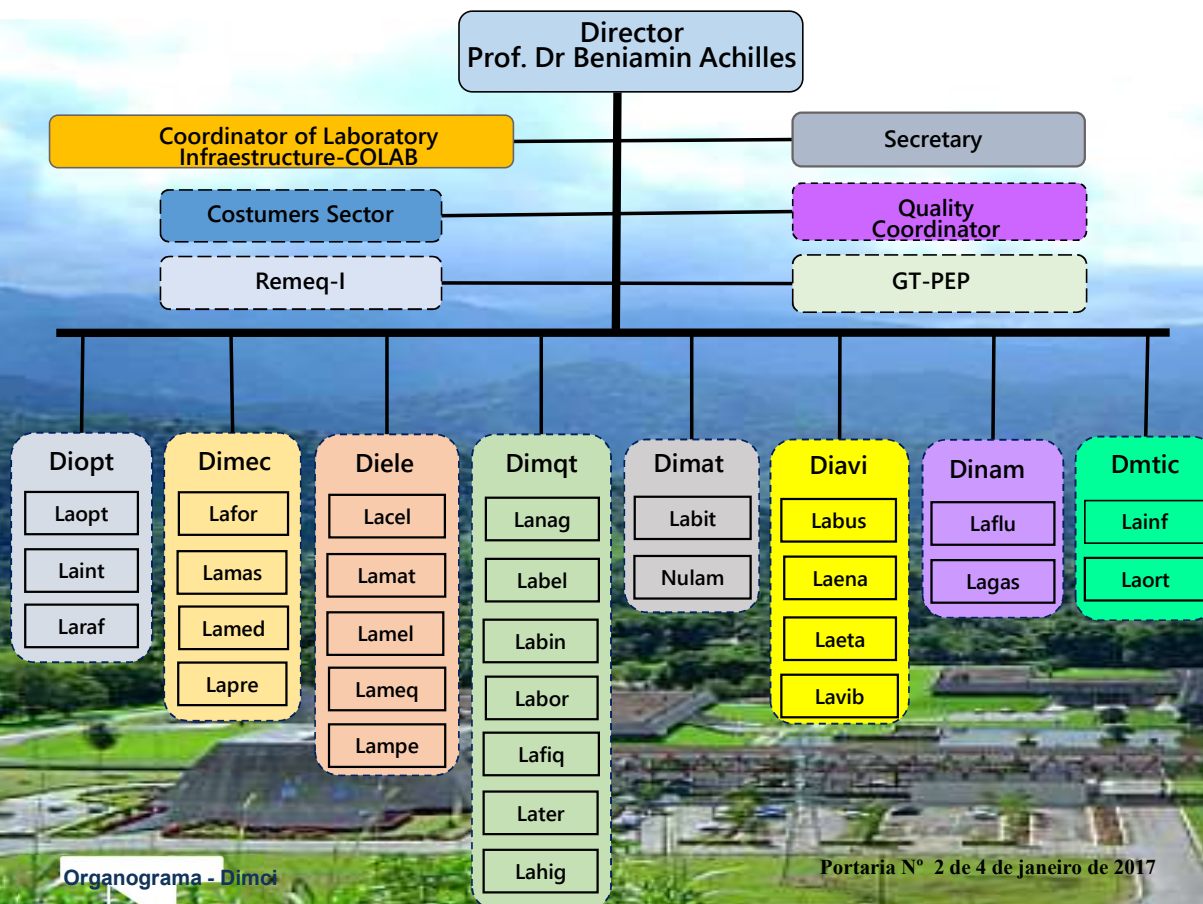 Director
Prof. Dr Beniamin Achilles
Coordinator of Laboratory
Infraestructure-COLAB
Secretary
Costumers Sector
Quality
Coordinator
Remeq-I
GT-PEP
Diopt
Laopt
Laint
Laraf
Dimec
Lafor
Lamas
Lamed
Lapre
Diele
Lacel
Lamat
Lamel
Lameq
Lampe
Dimqt
Lanag
Label
Labin
Labor
Lafiq
Later
Lahig
Dimat
Labit
Nulam
Diavi
Labus
Laena
Laeta
Lavib
Dinam
Laflu
Lagas
Dmtic
Lainf
Laort
Organograma - Dimci
Portaria Nº 2 de 4 de janeiro de 2017